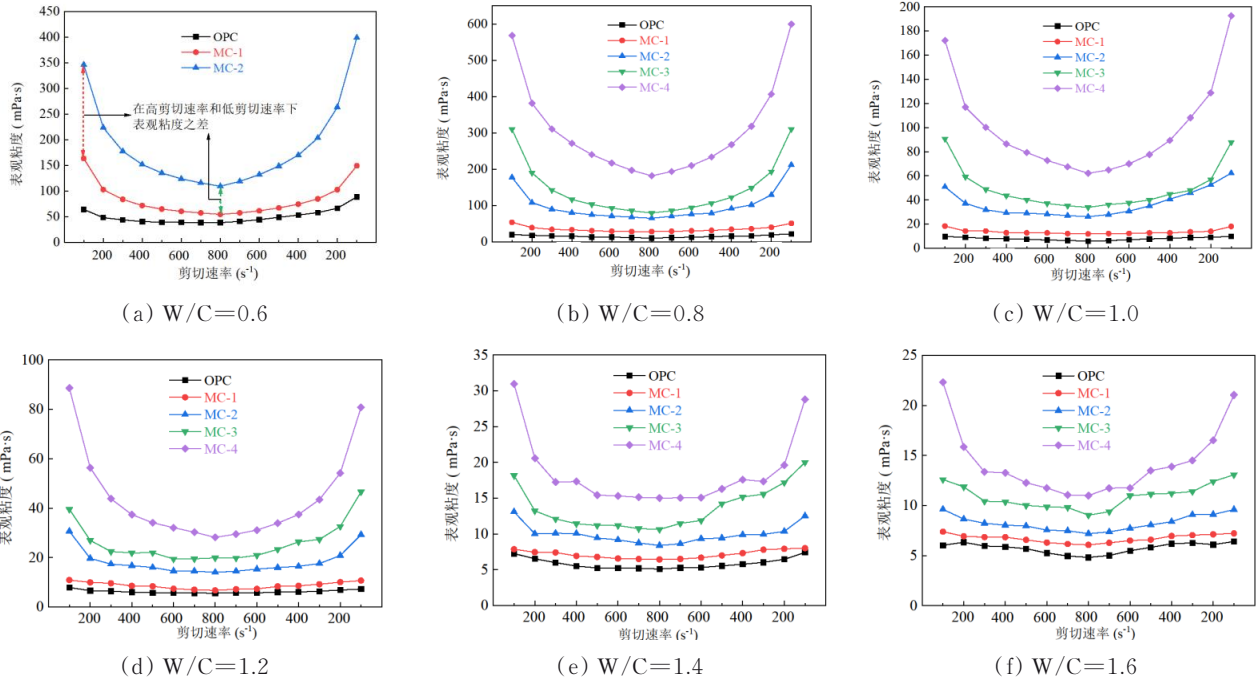 450
400
350
300
250
200
150
100
50
0
表观粘度 (mPa·s)
OPC
MC-1
MC-2
在高剪切速率和低剪切速率下
表观粘度之差
200 400 600 800 600 400 200
剪切速率 (s⁻¹)
(a) W/C=0.6
600
500
400
300
200
100
0
表观粘度 ( mPa·s)
OPC
MC-1
MC-2
MC-3
MC-4
200 400 600 800 600 400 200
剪切速率 (s⁻¹)
(b) W/C=0.8
200
180
160
140
120
100
80
60
40
20
0
表观粘度 ( mPa·s)
OPC
MC-1
MC-2
MC-3
MC-4
200 400 600 800 600 400 200
剪切速率 (s⁻¹)
(c) W/C=1.0
100
80
60
40
20
0
表观粘度 ( mPa·s)
OPC
MC-1
MC-2
MC-3
MC-4
200 400 600 800 600 400 200
剪切速率 (s⁻¹)
(d) W/C=1.2
35
30
25
20
15
10
5
0
表观粘度 ( mPa·s)
OPC
MC-1
MC-2
MC-3
MC-4
200 400 600 800 600 400 200
剪切速率 (s⁻¹)
(e) W/C=1.4
25
20
15
10
5
0
表观粘度 ( mPa·s)
OPC
MC-1
MC-2
MC-3
MC-4
200 400 600 800 600 400 200
剪切速率 (s⁻¹)
(f) W/C=1.6